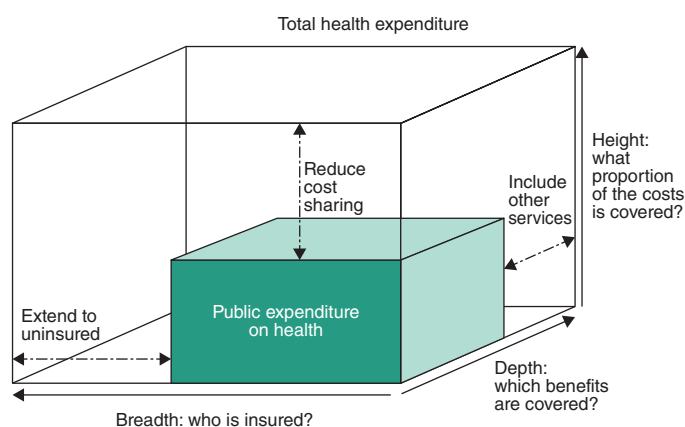 Total health expenditure
Height:
what
proportion
of the costs
is covered?
Reduce
cost
sharing
Include
other
services
Extend to
uninsured
Public expenditure
on health
Depth:
which benefits
are covered?
Breadth: who is insured?